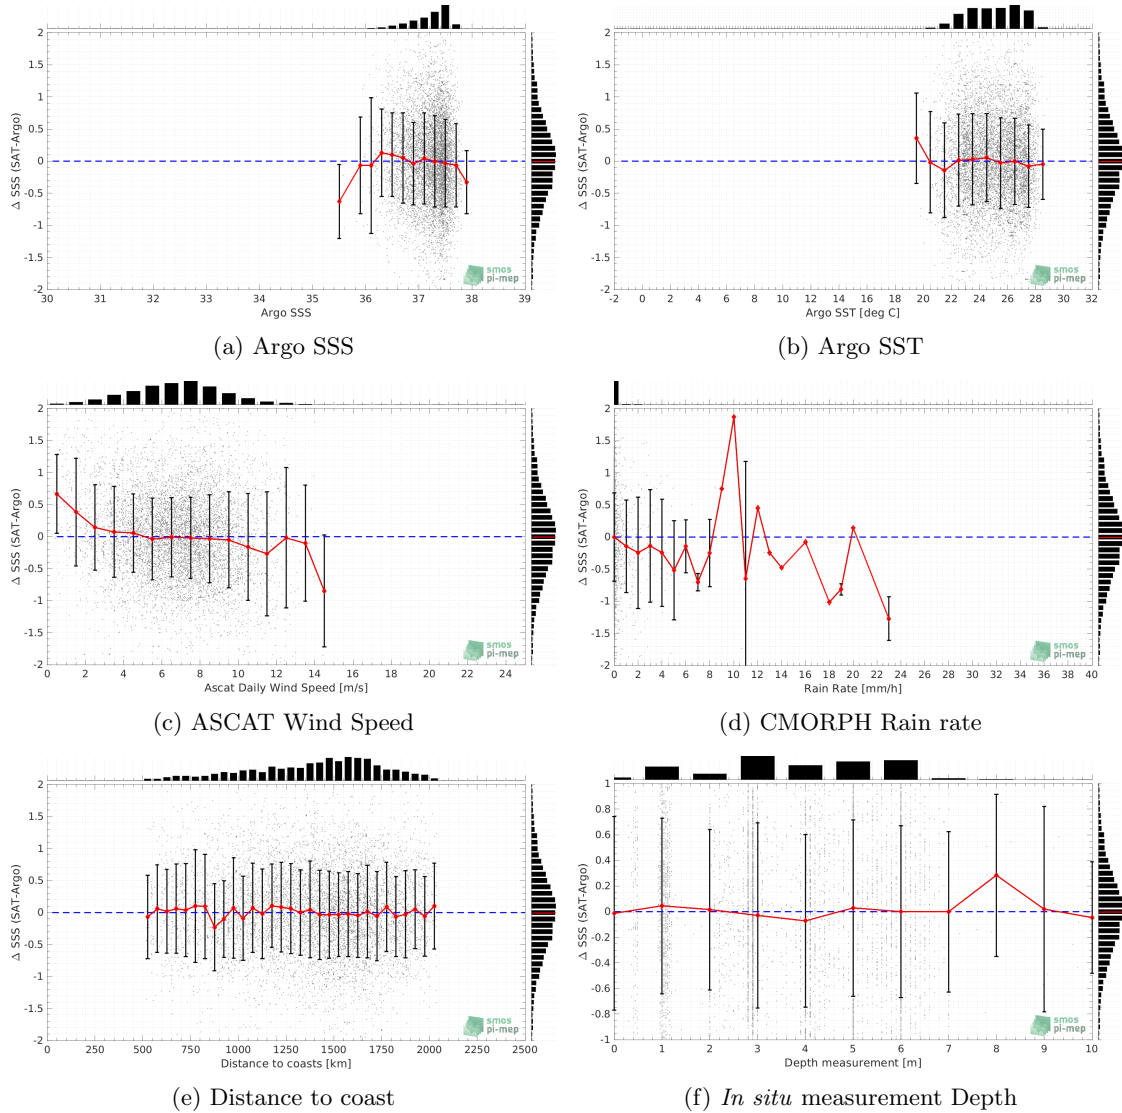 2
1.5
1
0.5
0
-0.5
-1
-1.5
-2
Δ SSS (SAT-Argo)
30 31 32 33 34 35 36 37 38 39
Argo SSS
smos
pi-mep
(a) Argo SSS
2
1.5
1
0.5
0
-0.5
-1
-1.5
-2
Δ SSS (SAT-Argo)
-2 0 2 4 6 8 10 12 14 16 18 20 22 24 26 28 30 32
Argo SST [deg C]
smos
pi-mep
(b) Argo SST
2
1.5
1
0.5
0
-0.5
-1
-1.5
-2
Δ SSS (SAT-Argo)
0 2 4 6 8 10 12 14 16 18 20 22 24
Ascat Daily Wind Speed [m/s]
smos
pi-mep
(c) ASCAT Wind Speed
2
1.5
1
0.5
0
-0.5
-1
-1.5
-2
Δ SSS (SAT-Argo)
0 2 4 6 8 10 12 14 16 18 20 22 24 26 28 30 32 34 36 38 40
Rain Rate [mm/h]
smos
pi-mep
(d) CMORPH Rain rate
2
1.5
1
0.5
0
-0.5
-1
-1.5
-2
Δ SSS (SAT-Argo)
0 250 500 750 1000 1250 1500 1750 2000 2250 2500
Distance to coasts [km]
smos
pi-mep
(e) Distance to coast
1
0.8
0.6
0.4
0.2
0
-0.2
-0.4
-0.6
-0.8
-1
Δ SSS (SAT-Argo)
0 1 2 3 4 5 6 7 8 9 10
Depth measurement [m]
smos
pi-mep
(f) In situ measurement Depth